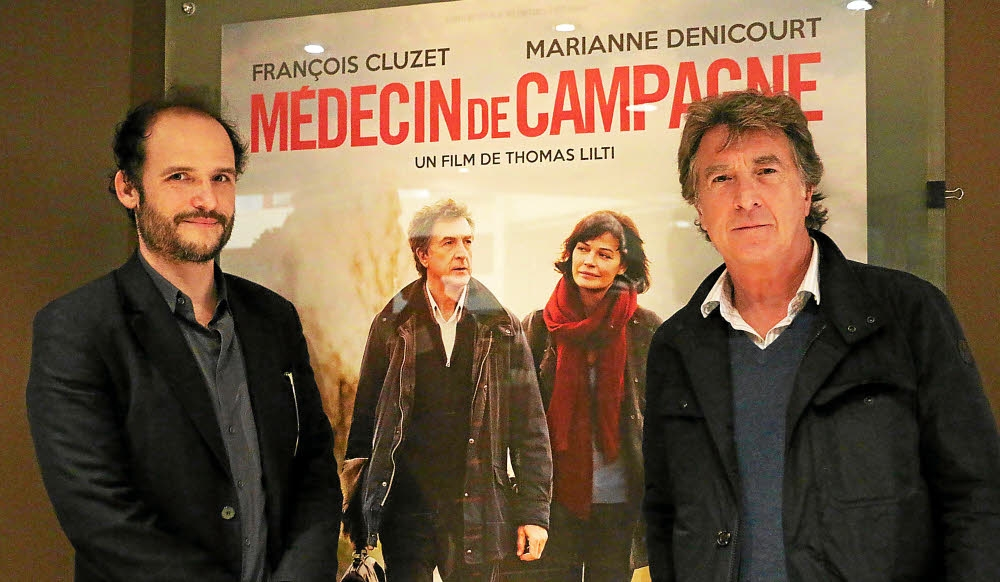 FRANÇOIS CLUZET
MARIANNE DENICOURT
MÉDECIN DE CAMPAGNE
UN FILM DE THOMAS LILTI